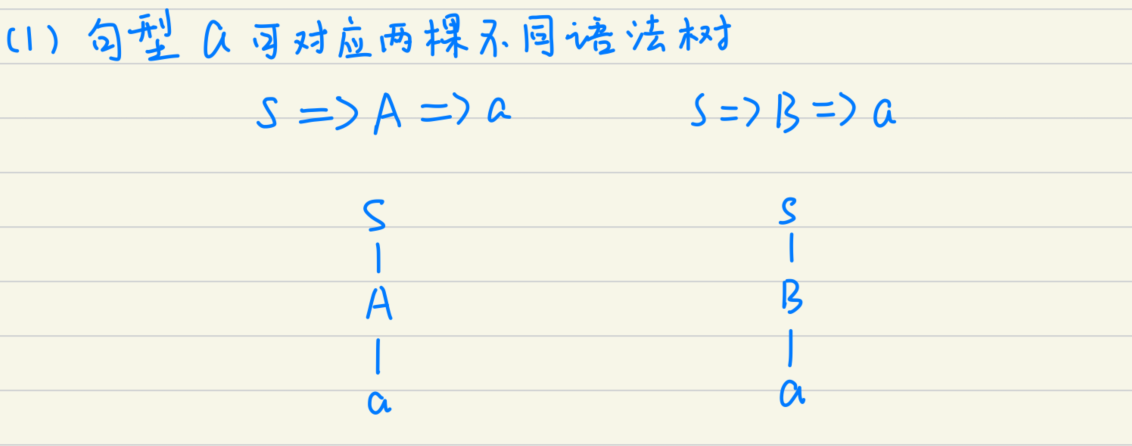 (1) 句型 a 可对应两棵不同语法树
S => A => a S => B => a
S S
| |
A B
| |
a a